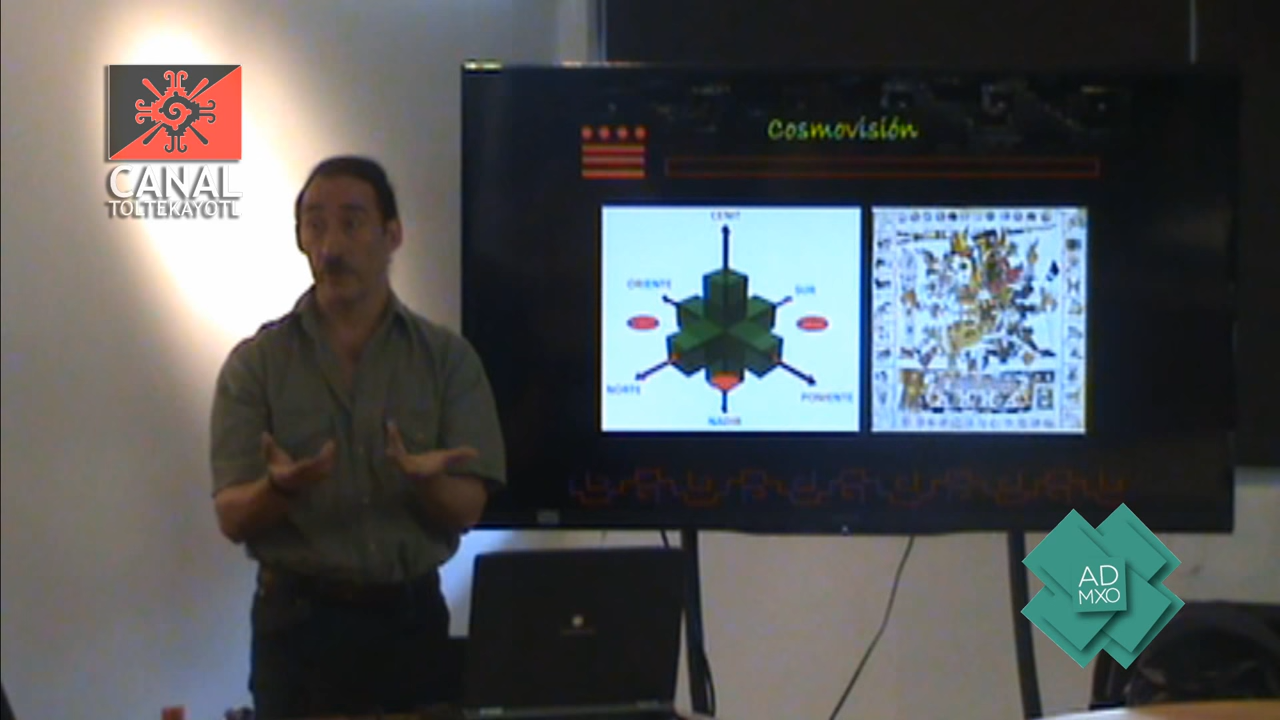 CANAL
TOLTEKAYOTL
Cosmovisión
CENIT
ORIENTE
SUR
NORTE
PONIENTE
NADIR
AD
MXO